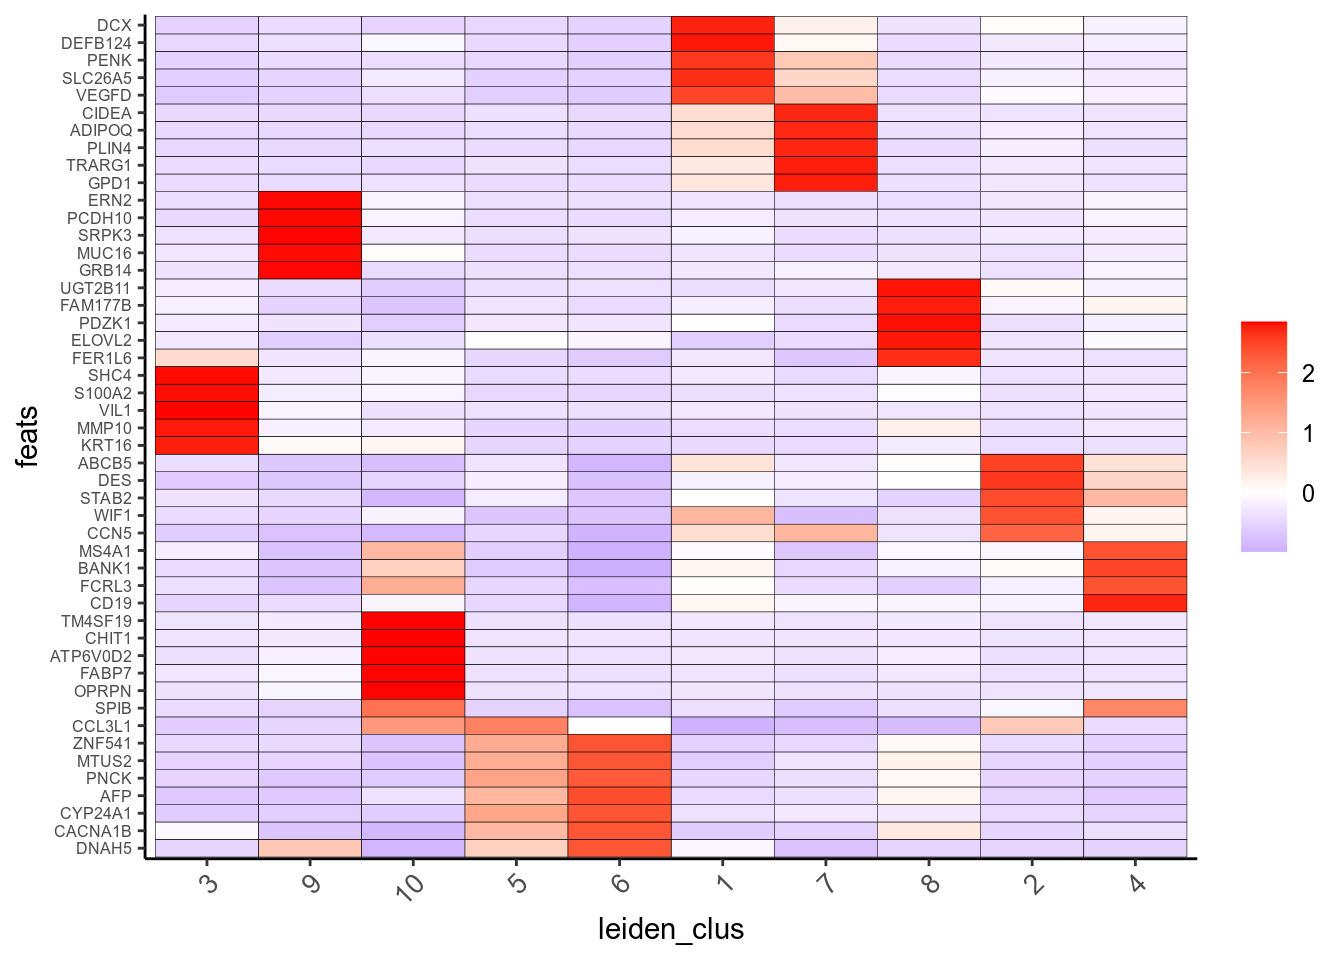 DCX
DEFB124
PENK
SLC26A5
VEGFD
CIDEA
ADIPOQ
PLIN4
TRARG1
GPD1
ERN2
PCDH10
SRPK3
MUC16
GRB14
UGT2B11
FAM177B
PDZK1
ELOVL2
FER1L6
SHC4
S100A2
VIL1
MMP10
KRT16
ABCB5
DES
STAB2
WIF1
CCN5
MS4A1
BANK1
FCRL3
CD19
TM4SF19
CHIT1
ATP6V0D2
FABP7
OPRPN
SPIB
CCL3L1
ZNF541
MTUS2
PNCK
AFP
CYP24A1
CACNA1B
DNAH5
feats
3 9 10 5 6 1 7 8 2 4
leiden_clus
2
1
0